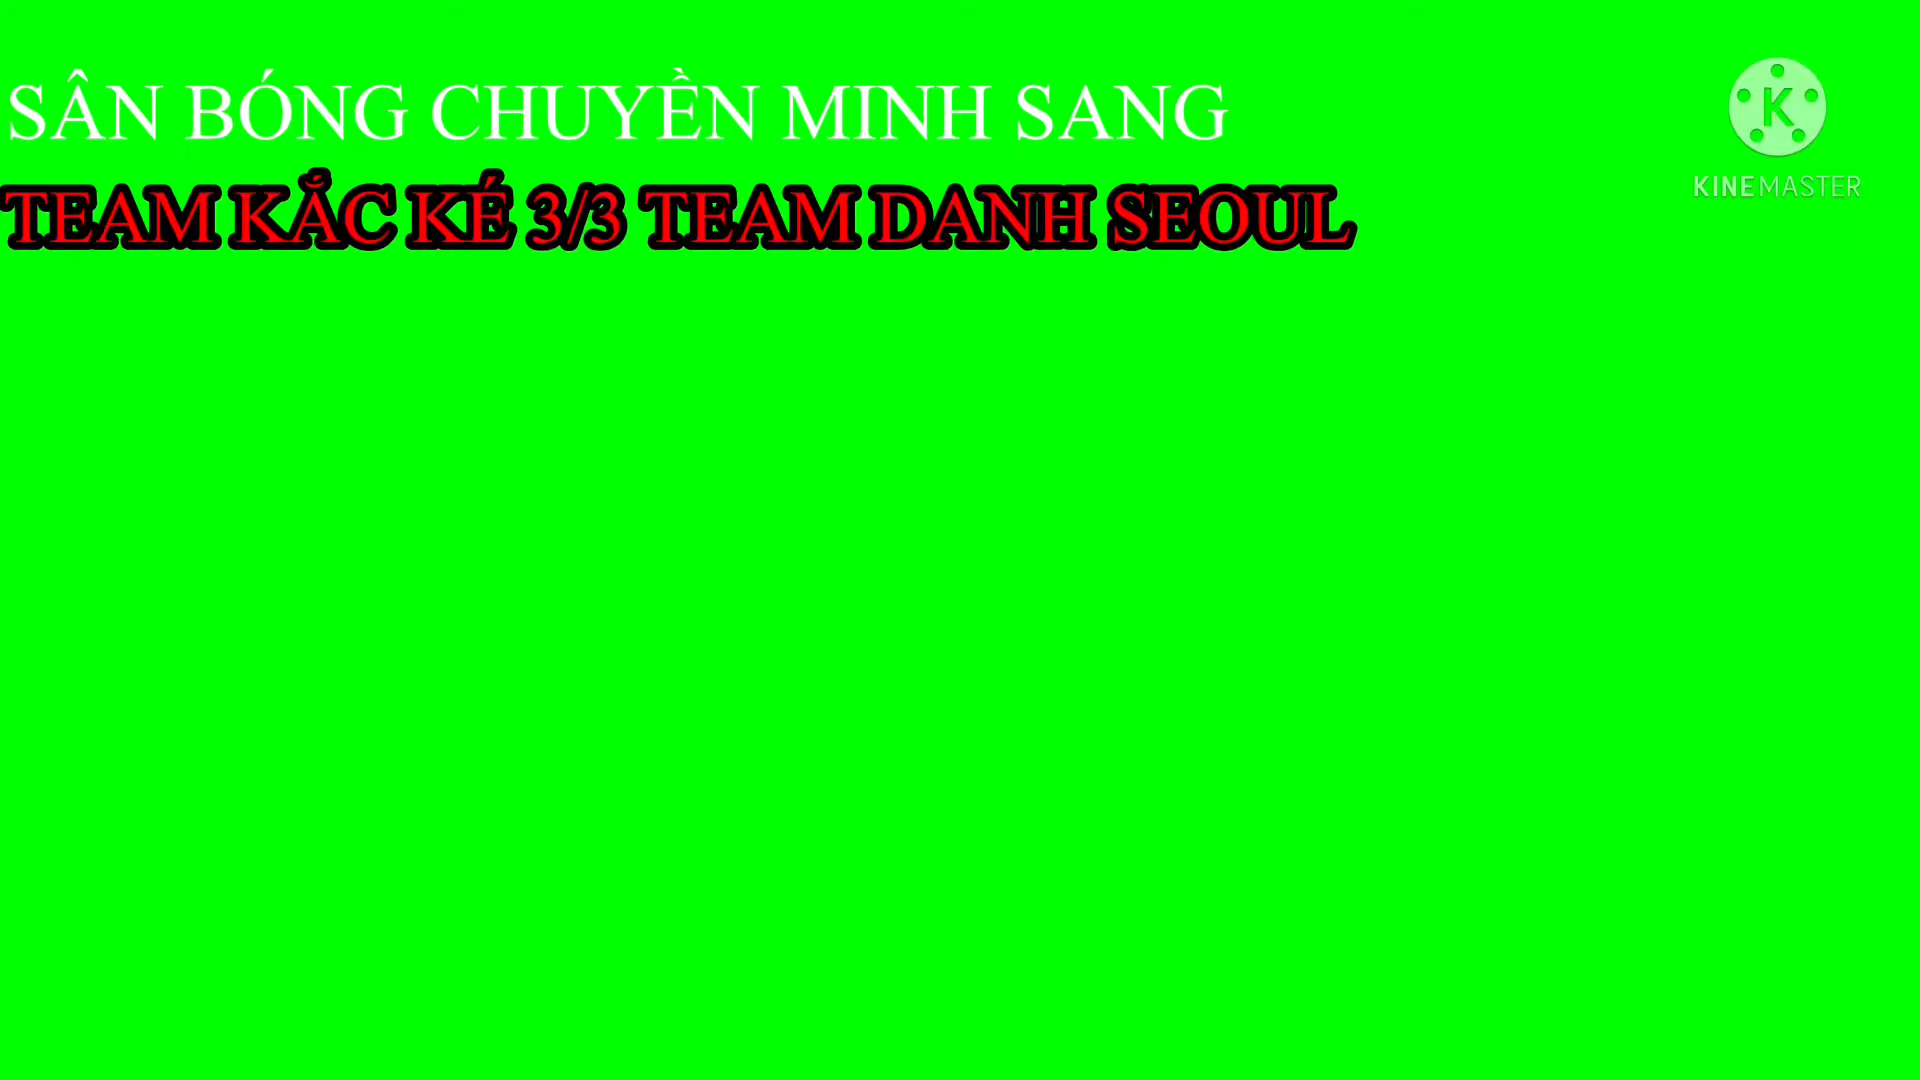 SÂN BÓNG CHUYỀN MINH SANG
TEAM KẮC KÉ 3/3 TEAM DANH SEOUL
K
KINEMASTER